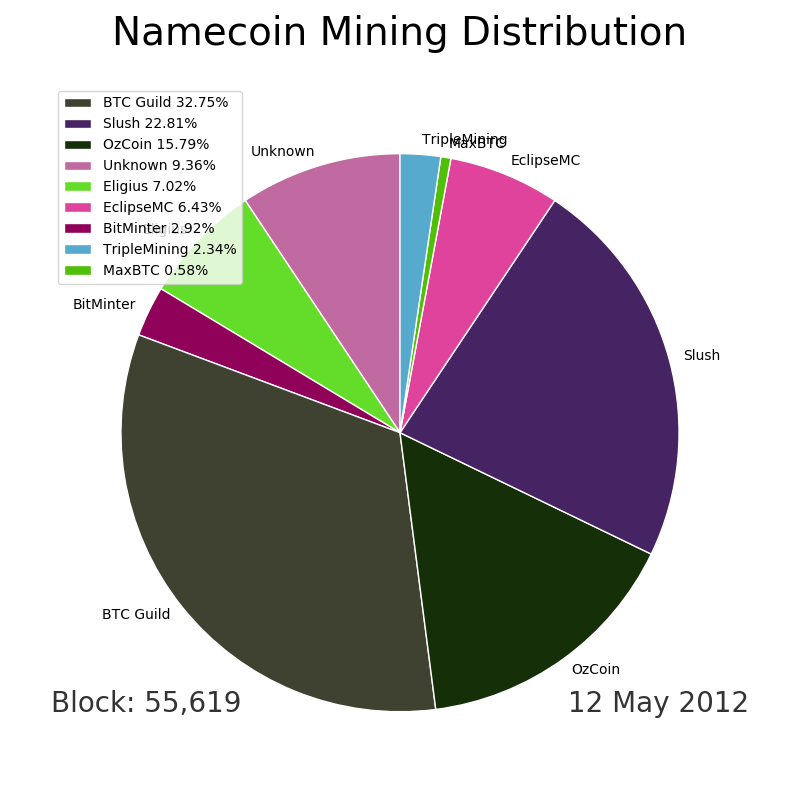 Namecoin Mining Distribution
BTC Guild 32.75%
Slush 22.81%
OzCoin 15.79%
Unknown 9.36%
Eligius 7.02%
EclipseMC 6.43%
BitMinter 2.92%
TripleMining 2.34%
MaxBTC 0.58%
TripleMining
MaxBTC
EclipseMC
Unknown
Eligius
Slush
BitMinter
BTC Guild
OzCoin
Block: 55,619
12 May 2012